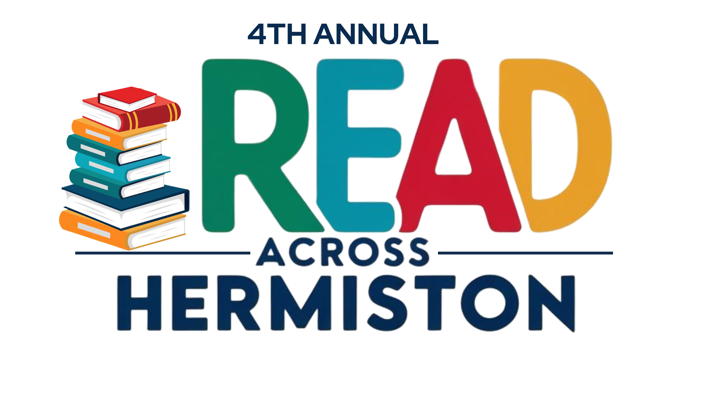 4TH ANNUAL
READ
ACROSS
HERMISTON